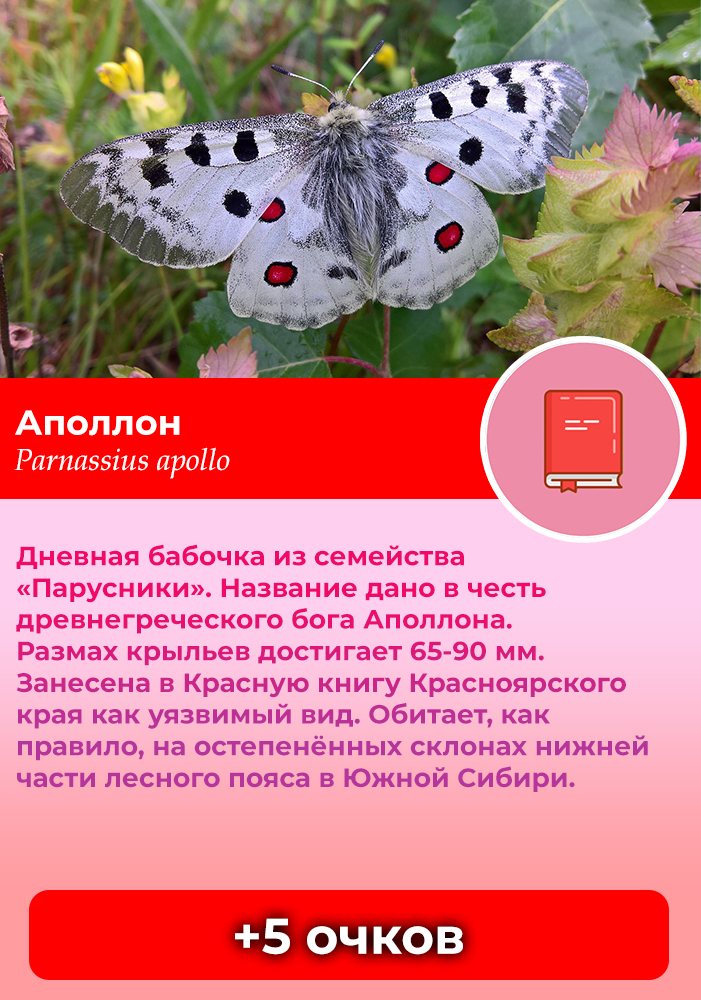 Аполлон
Parnassius apollo
Дневная бабочка из семейства
«Парусники». Название дано в честь
древнегреческого бога Аполлона.
Размах крыльев достигает 65-90 мм.
Занесена в Красную книгу Красноярского
края как уязвимый вид. Обитает, как
правило, на остепенённых склонах нижней
части лесного пояса в Южной Сибири.
+5 очков